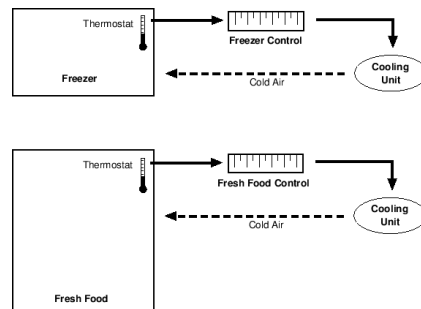 Thermostat
Freezer Control
Cooling
Unit
Freezer
Cold Air
Thermostat
Fresh Food Control
Cooling
Unit
Cold Air
Fresh Food